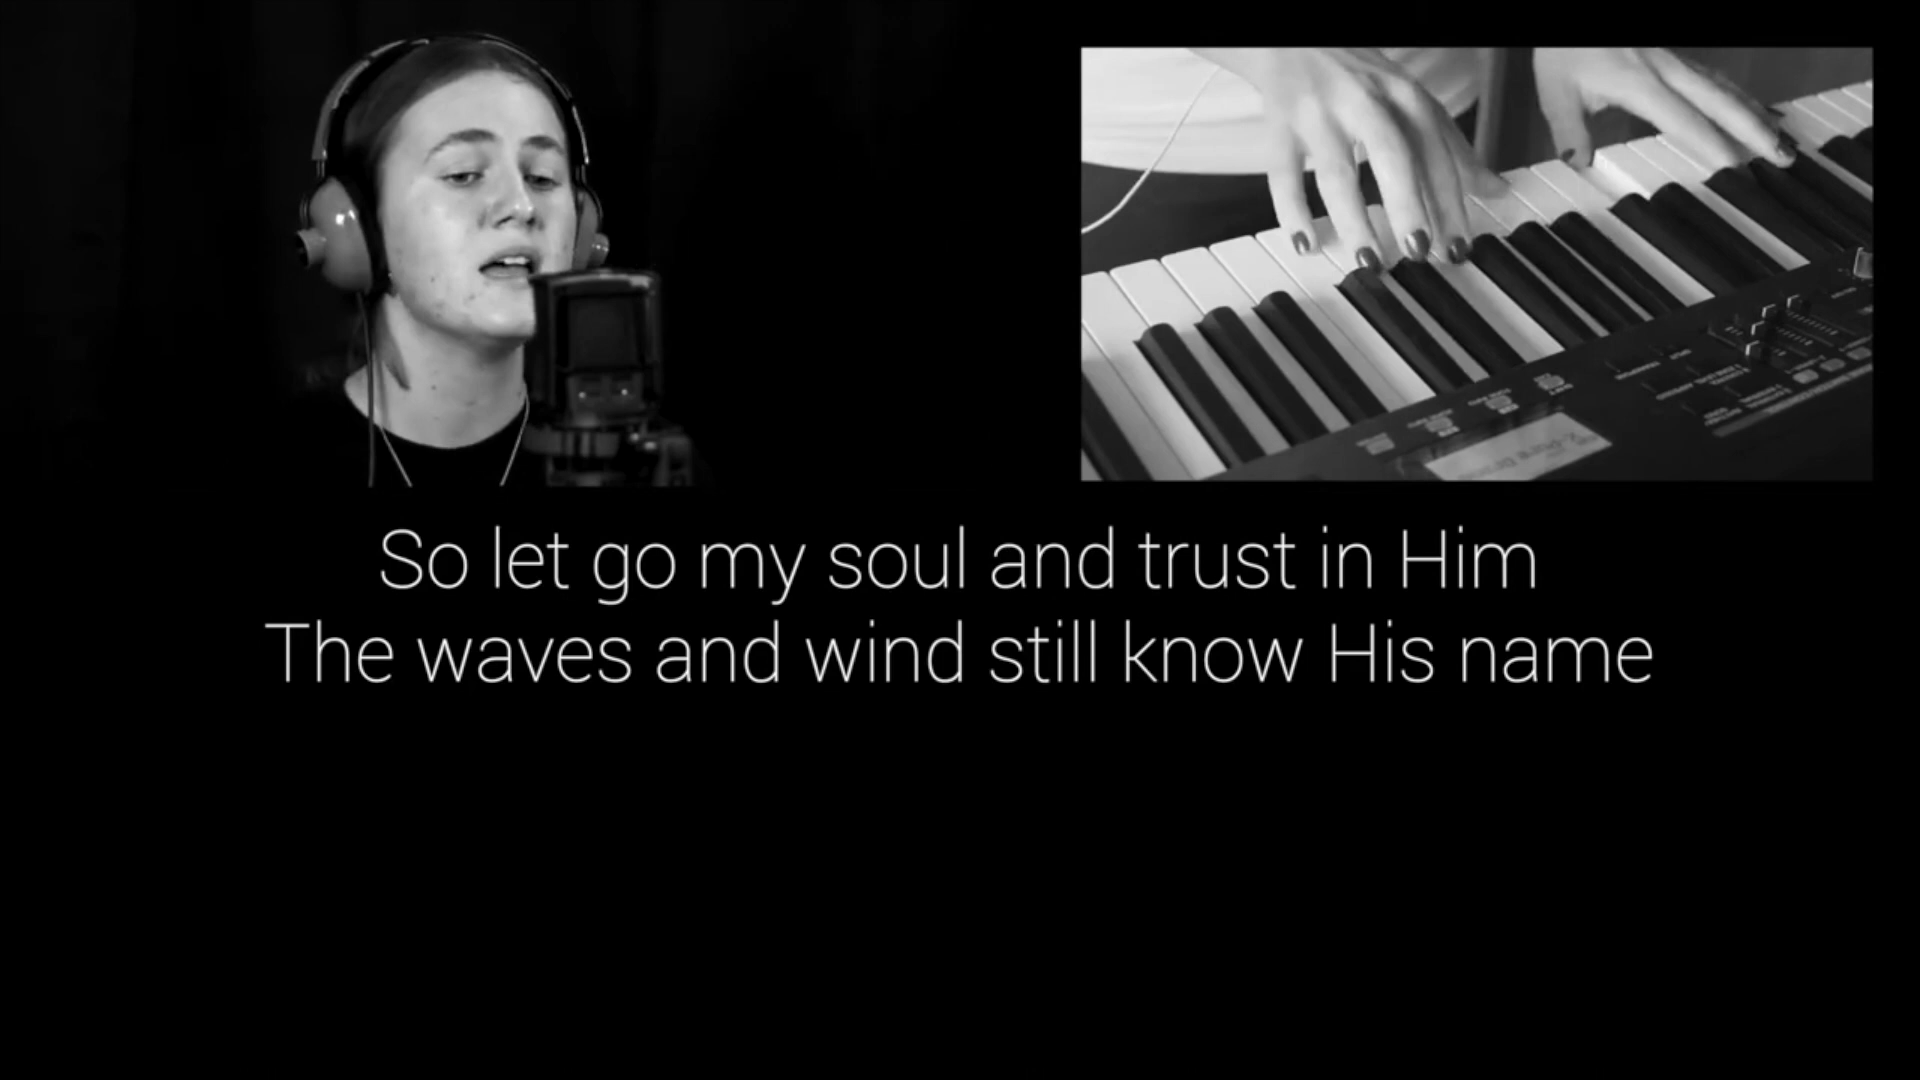 So let go my soul and trust in Him
The waves and wind still know His name